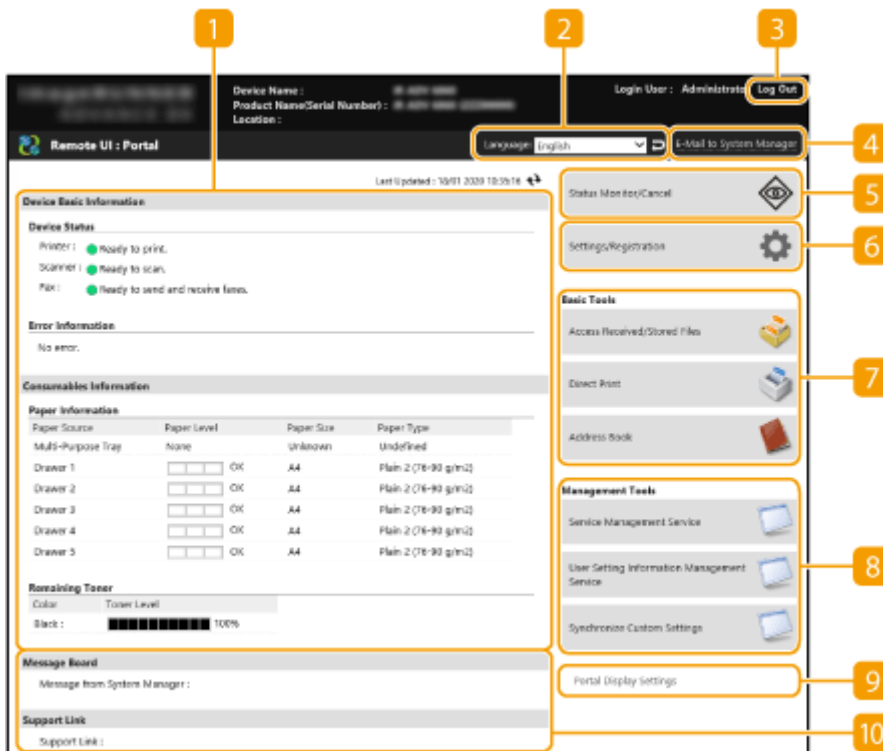 1
2
3
Device Name :
Product Name(Serial Number) :
Location :
Login User : Administrato
Log Out
Remote UI : Portal
Language: English
E-Mail to System Manager
4
Last Updated : 18/01 2020 10:35:16
Device Basic Information
Device Status
Printer : Ready to print.
Scanner : Ready to scan.
Fax : Ready to send and receive faxes.
Error Information
No error.
Consumables Information
Paper Information
Paper Source Paper Level Paper Size Paper Type
Multi-Purpose Tray None Unknown Undefined
Drawer 1 OK A4 Plain 2 (76-90 g/m2)
Drawer 2 OK A4 Plain 2 (76-90 g/m2)
Drawer 3 OK A4 Plain 2 (76-90 g/m2)
Drawer 4 OK A4 Plain 2 (76-90 g/m2)
Drawer 5 OK A4 Plain 2 (76-90 g/m2)
Remaining Toner
Color Toner Level
Black : 100%
Message Board
Message from System Manager :
Support Link
Support Link :
Status Monitor/Cancel
5
Settings/Registration
6
Basic Tools
Access Received/Stored Files
Direct Print
7
Address Book
Management Tools
Service Management Service
User Setting Information Management
Service
8
Synchronize Custom Settings
Portal Display Settings
9
10